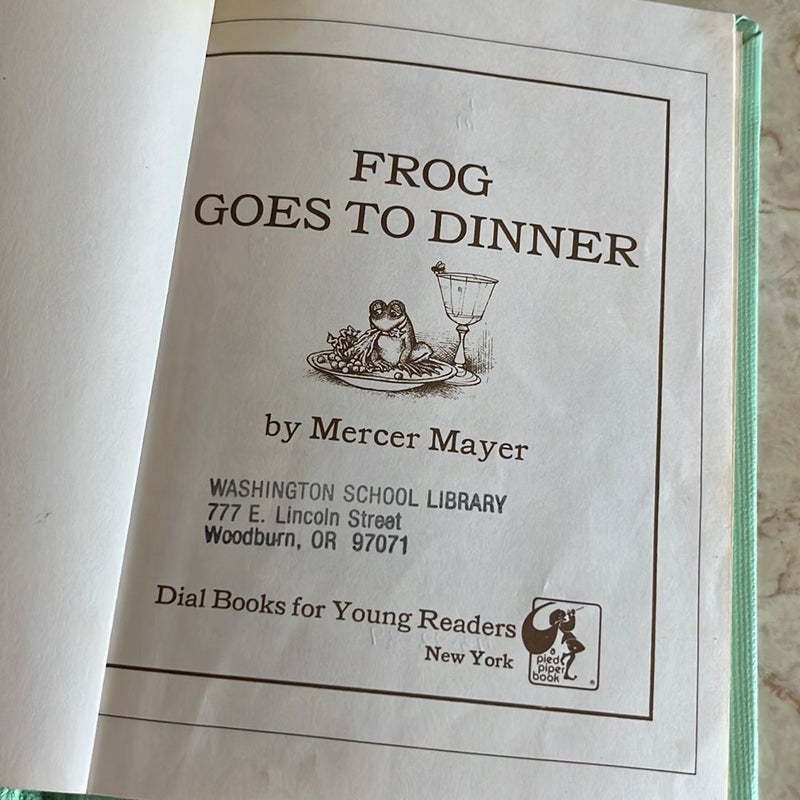 FROG
GOES TO DINNER
by Mercer Mayer
WASHINGTON SCHOOL LIBRARY
777 E. Lincoln Street
Woodburn, OR 97071
Dial Books for Young Readers
New York
a
pied
piper
book
®